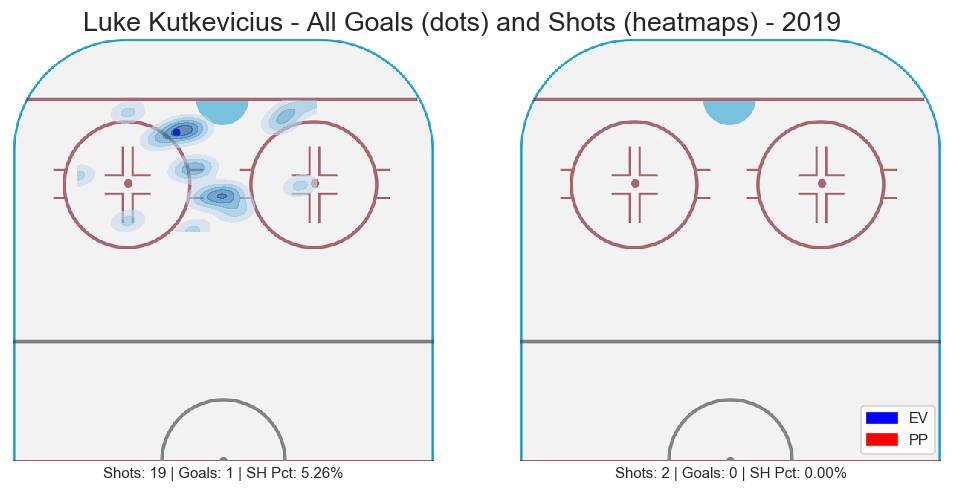 Luke Kutkevicius - All Goals (dots) and Shots (heatmaps) - 2019
EV
PP
Shots: 19 | Goals: 1 | SH Pct: 5.26%
Shots: 2 | Goals: 0 | SH Pct: 0.00%